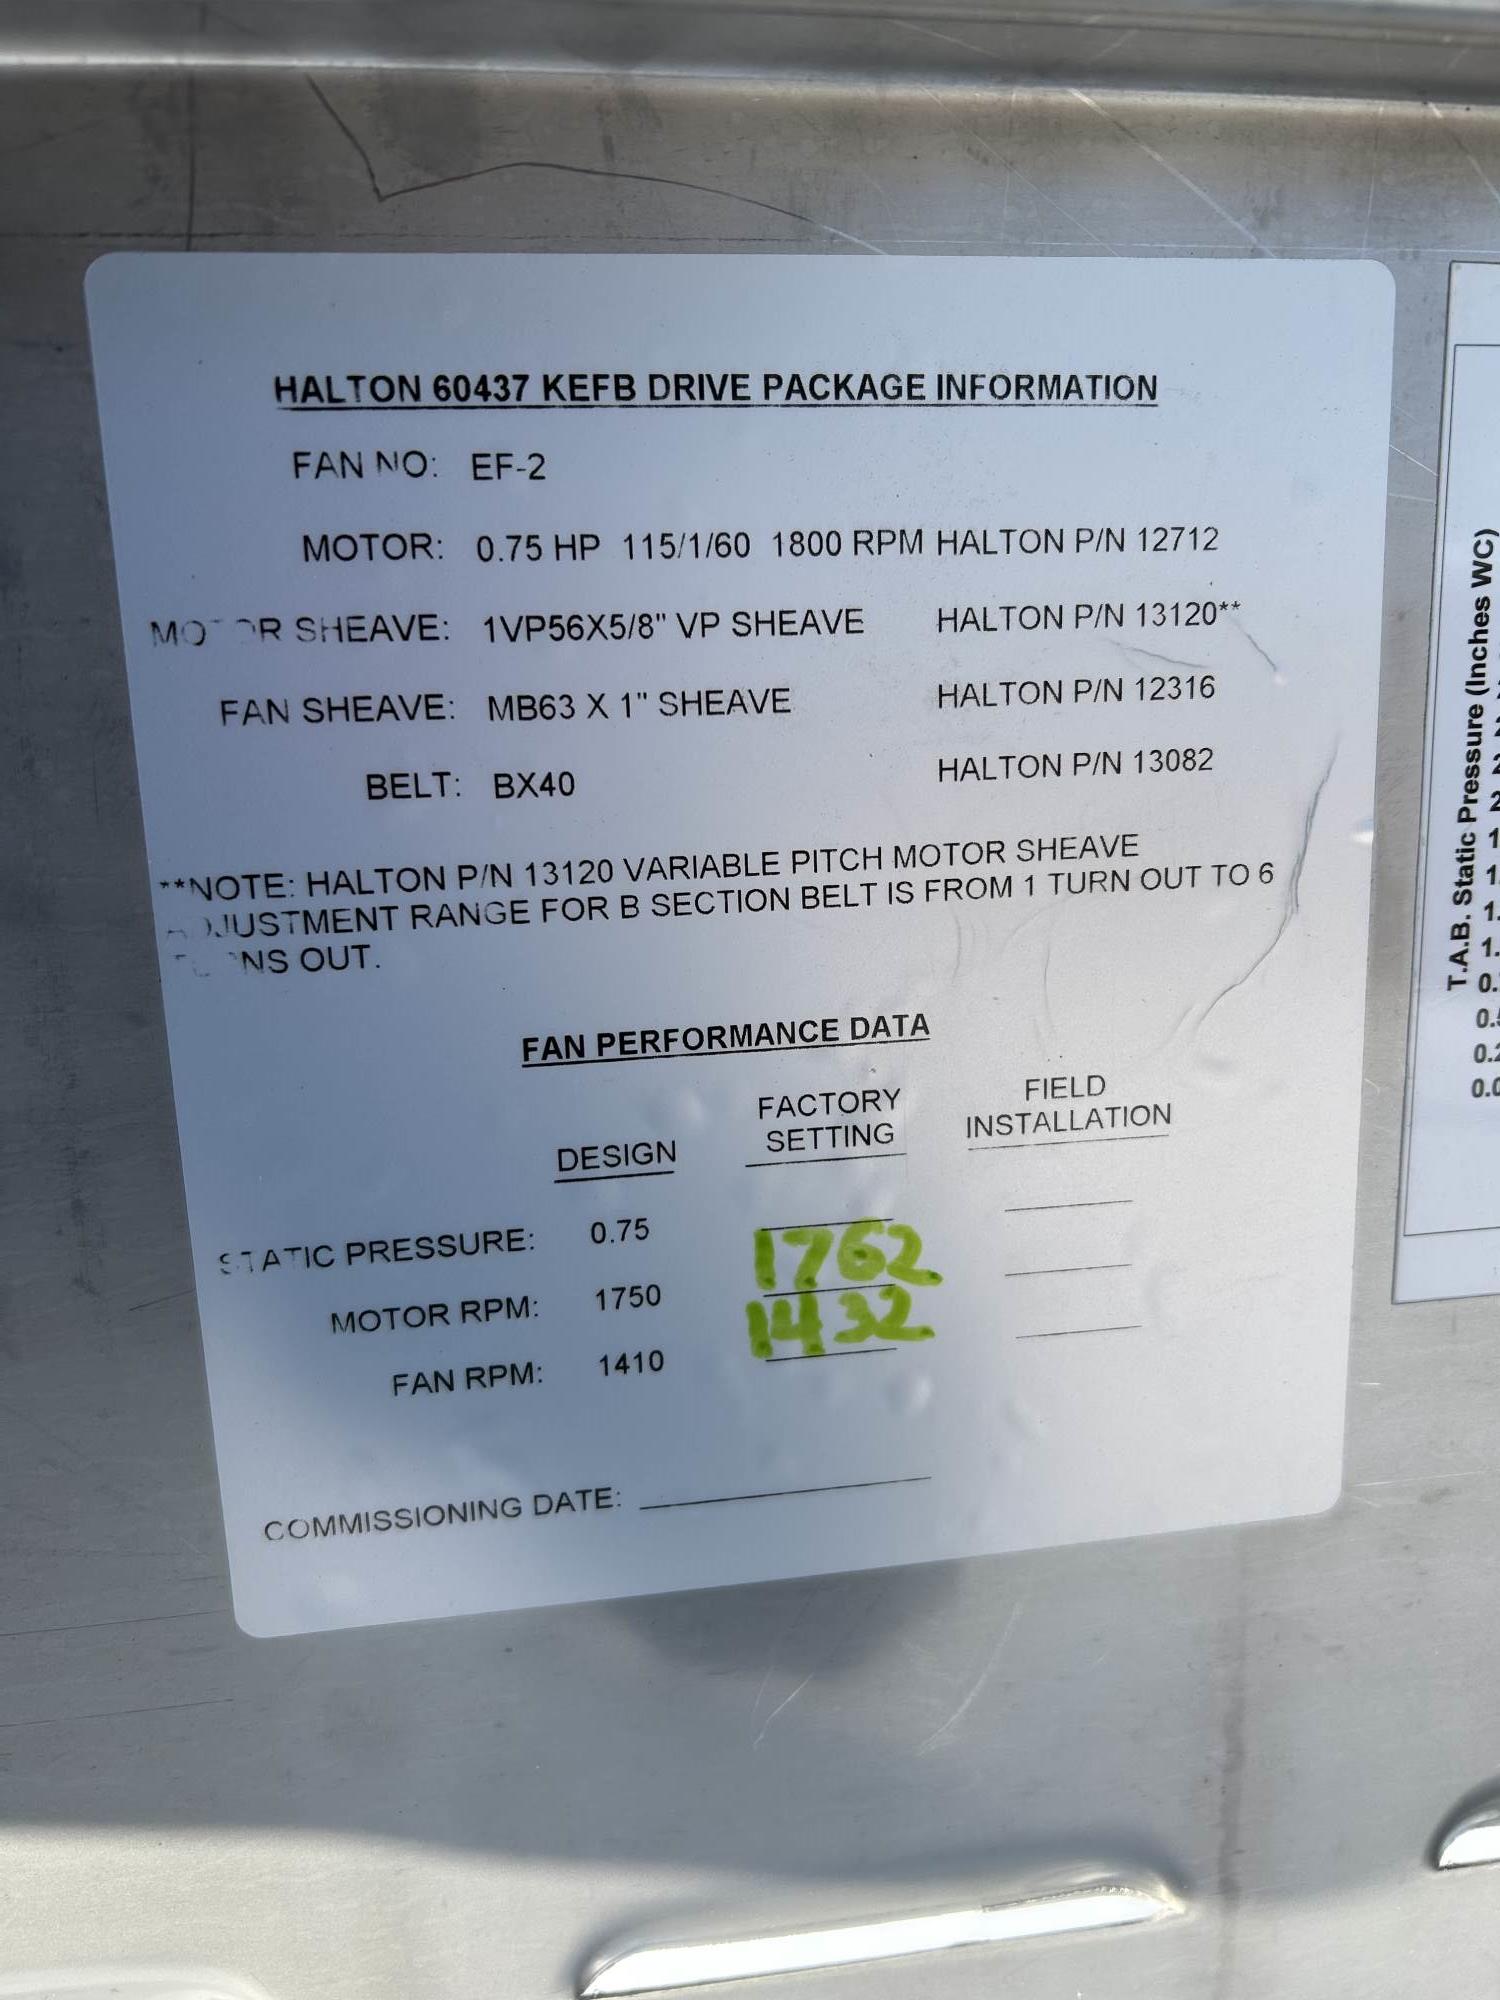 HALTON 60437 KEFB DRIVE PACKAGE INFORMATION
FAN NO: EF-2
MOTOR: 0.75 HP 115/1/60 1800 RPM HALTON P/N 12712
MOTOR SHEAVE: 1VP56X5/8" VP SHEAVE HALTON P/N 13120**
FAN SHEAVE: MB63 X 1" SHEAVE HALTON P/N 12316
BELT: BX40 HALTON P/N 13082
**NOTE: HALTON P/N 13120 VARIABLE PITCH MOTOR SHEAVE
ADJUSTMENT RANGE FOR B SECTION BELT IS FROM 1 TURN OUT TO 6
TURNS OUT.
FAN PERFORMANCE DATA
DESIGN FACTORY SETTING FIELD INSTALLATION
STATIC PRESSURE: 0.75
MOTOR RPM: 1750 1762
FAN RPM: 1410 1432
COMMISSIONING DATE:
T.A.B. Static Pressure (Inches WC)